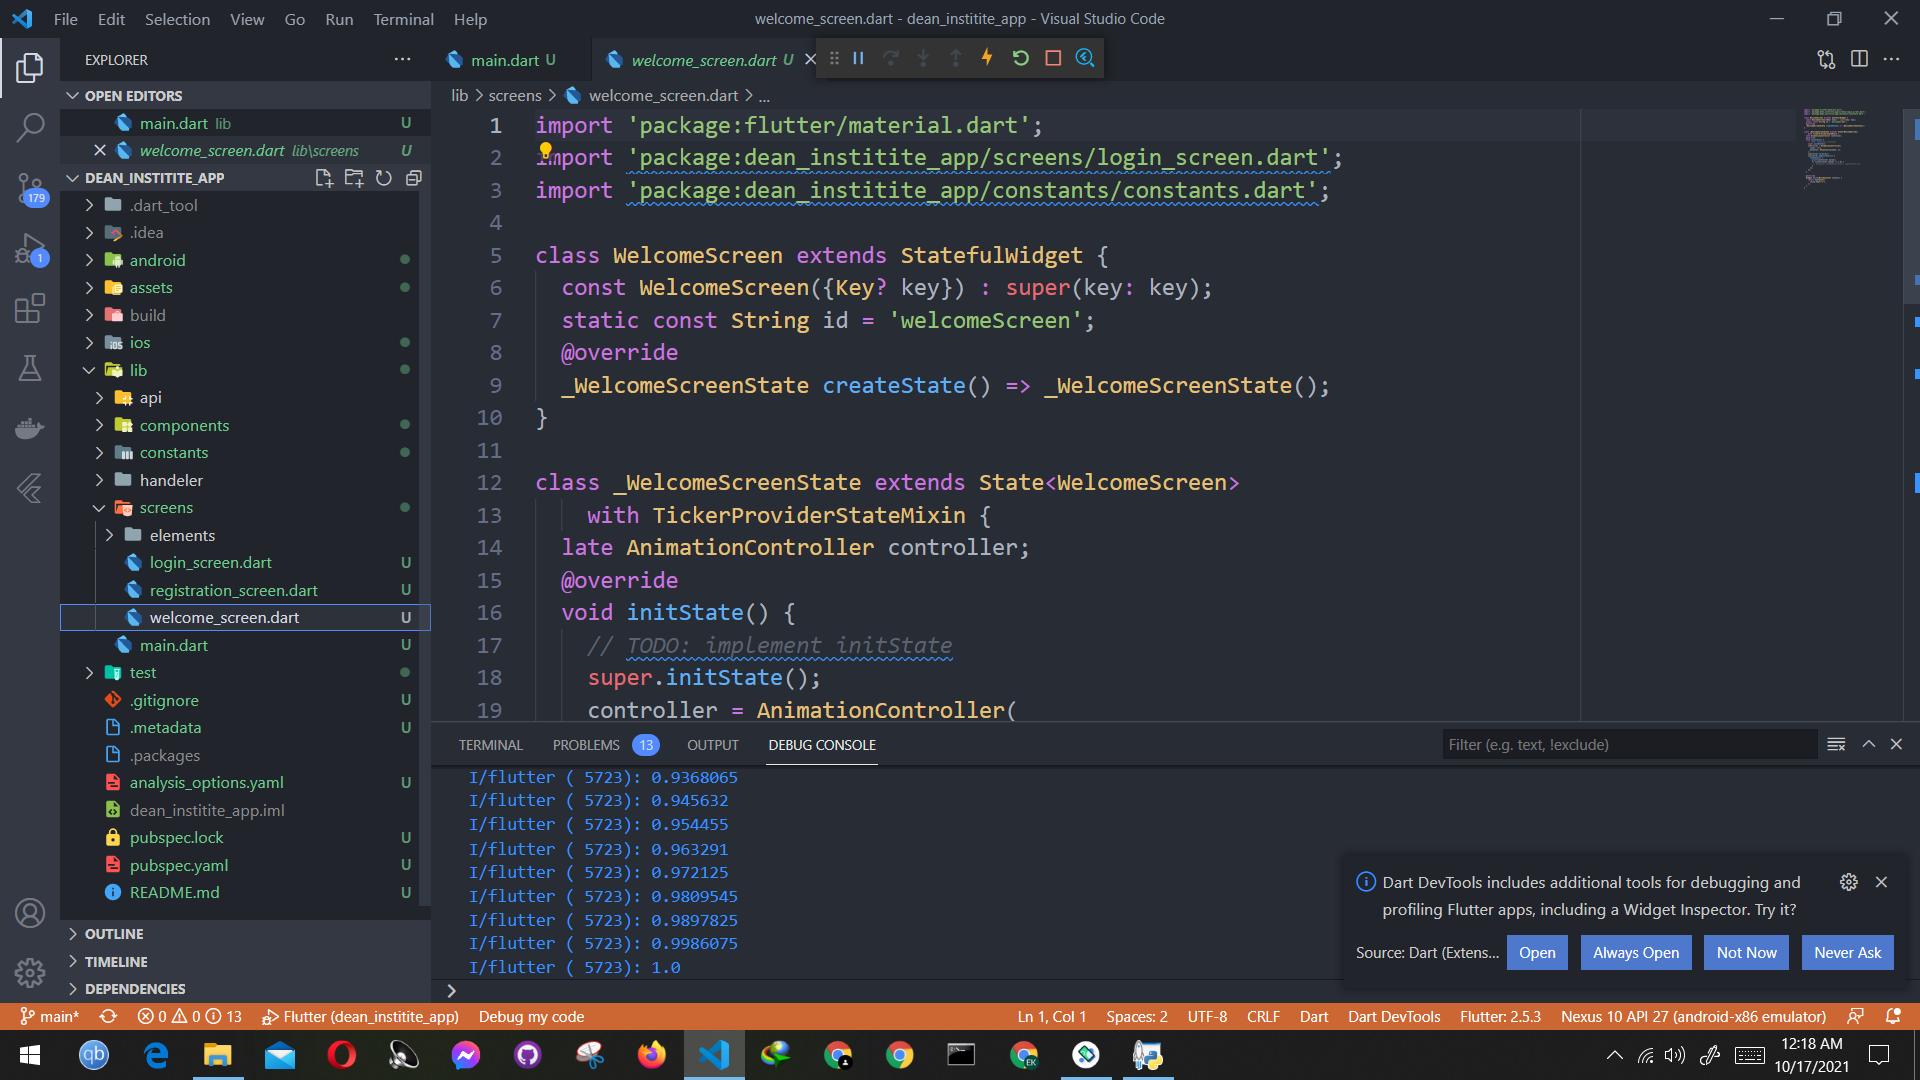 File Edit Selection View Go Run Terminal Help
welcome_screen.dart - dean_institite_app - Visual Studio Code
EXPLORER
main.dart U
welcome_screen.dart U
OPEN EDITORS
main.dart lib U
welcome_screen.dart lib\screens U
DEAN_INSTITITE_APP
.dart_tool
.idea
android
assets
build
ios
lib
api
components
constants
handeler
screens
elements
login_screen.dart U
registration_screen.dart U
welcome_screen.dart U
main.dart U
test
.gitignore U
.metadata U
.packages
analysis_options.yaml U
dean_institite_app.iml
pubspec.lock U
pubspec.yaml U
README.md U
OUTLINE
TIMELINE
DEPENDENCIES
179
1
lib > screens > welcome_screen.dart > ...
1 import 'package:flutter/material.dart';
2 import 'package:dean_institite_app/screens/login_screen.dart';
3 import 'package:dean_institite_app/constants/constants.dart';
4
5 class WelcomeScreen extends StatefulWidget {
6 const WelcomeScreen({Key? key}) : super(key: key);
7 static const String id = 'welcomeScreen';
8 @override
9 _WelcomeScreenState createState() => _WelcomeScreenState();
10 }
11
12 class _WelcomeScreenState extends State<WelcomeScreen>
13 with TickerProviderStateMixin {
14 late AnimationController controller;
15 @override
16 void initState() {
17 // TODO: implement initState
18 super.initState();
19 controller = AnimationController(
TERMINAL PROBLEMS 13 OUTPUT DEBUG CONSOLE
Filter (e.g. text, !exclude)
I/flutter ( 5723): 0.9368065
I/flutter ( 5723): 0.945632
I/flutter ( 5723): 0.954455
I/flutter ( 5723): 0.963291
I/flutter ( 5723): 0.972125
I/flutter ( 5723): 0.9809545
I/flutter ( 5723): 0.9897825
I/flutter ( 5723): 0.9986075
I/flutter ( 5723): 1.0
Dart DevTools includes additional tools for debugging and
profiling Flutter apps, including a Widget Inspector. Try it?
Source: Dart (Extens... Open Always Open Not Now Never Ask
main* 0 0 13 Flutter (dean_institite_app) Debug my code
Ln 1, Col 1 Spaces: 2 UTF-8 CRLF Dart Dart DevTools Flutter: 2.5.3 Nexus 10 API 27 (android-x86 emulator)
qb
EK
12:18 AM
10/17/2021